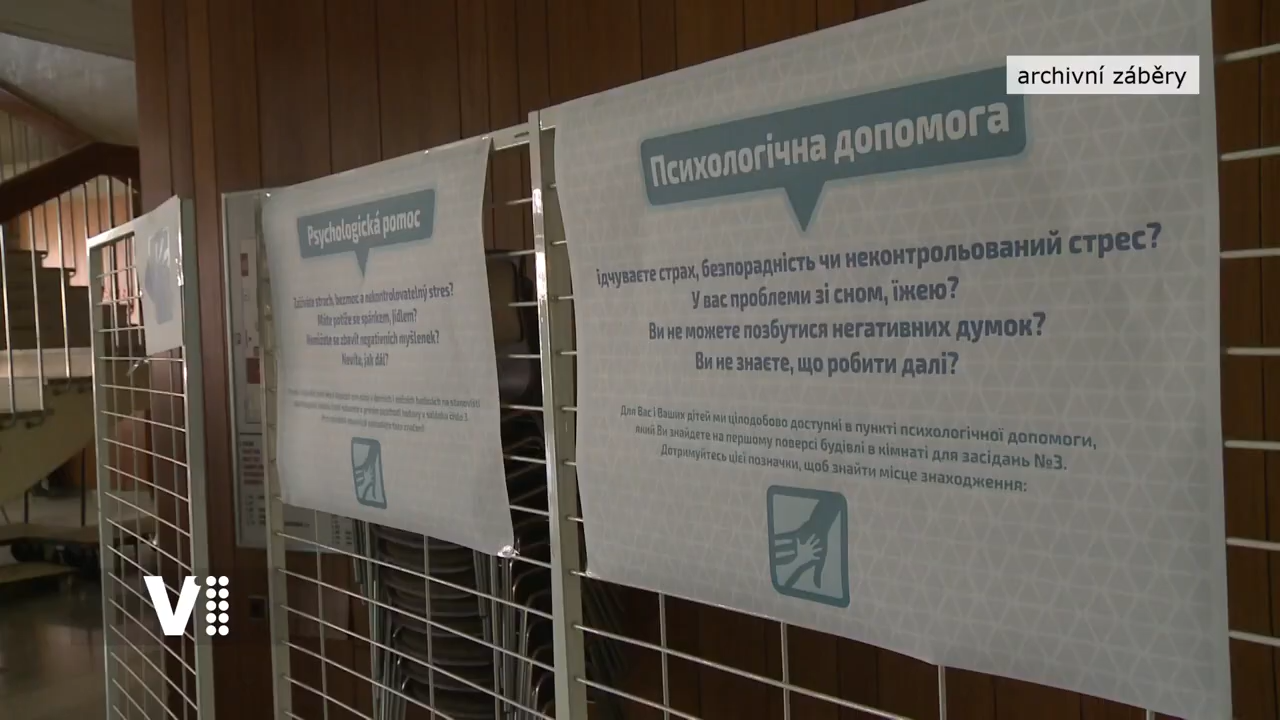 archivní záběry
Psychologická pomoc
Zažíváte strach, bezmoc a nekontrolovatelný stres?
Máte potíže se spánkem, jídlem?
Nemůžete se zbavit negativních myšlenek?
Nevíte, jak dál?
Психологічна допомога
ідчуваєте страх, безпорадність чи неконтрольований стрес?
У вас проблеми зі сном, їжею?
Ви не можете позбутися негативних думок?
Ви не знаєте, що робити далі?
Для Вас і Ваших дітей ми цілодобово доступні в пункті психологічної допомоги,
який Ви знайдете на першому поверсі будівлі в кімнаті для засідань №3.
Дотримуйтесь цієї позначки, щоб знайти місце знаходження: